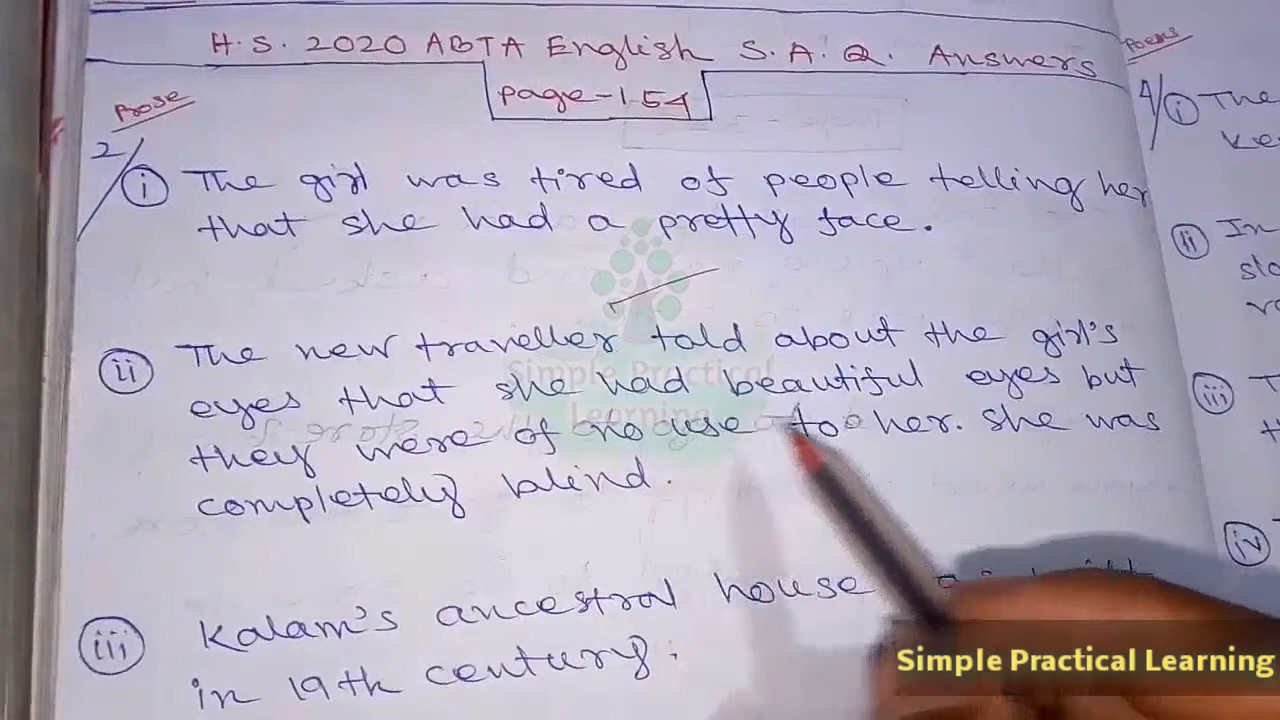 H.S. 2020 ABTA English S.A.Q. Answers
page-154
Prose
Poems
2/
i The girl was tired of people telling her
that she had a pretty face.
ii The new traveller told about the girl's
eyes that she had beautiful eyes but
they were of no use to her. She was
completely blind.
iii Kalam's ancestral house
in 19th century.
4/ i The
ii In
iii
iv
Simple Practical
Learning
Simple Practical Learning